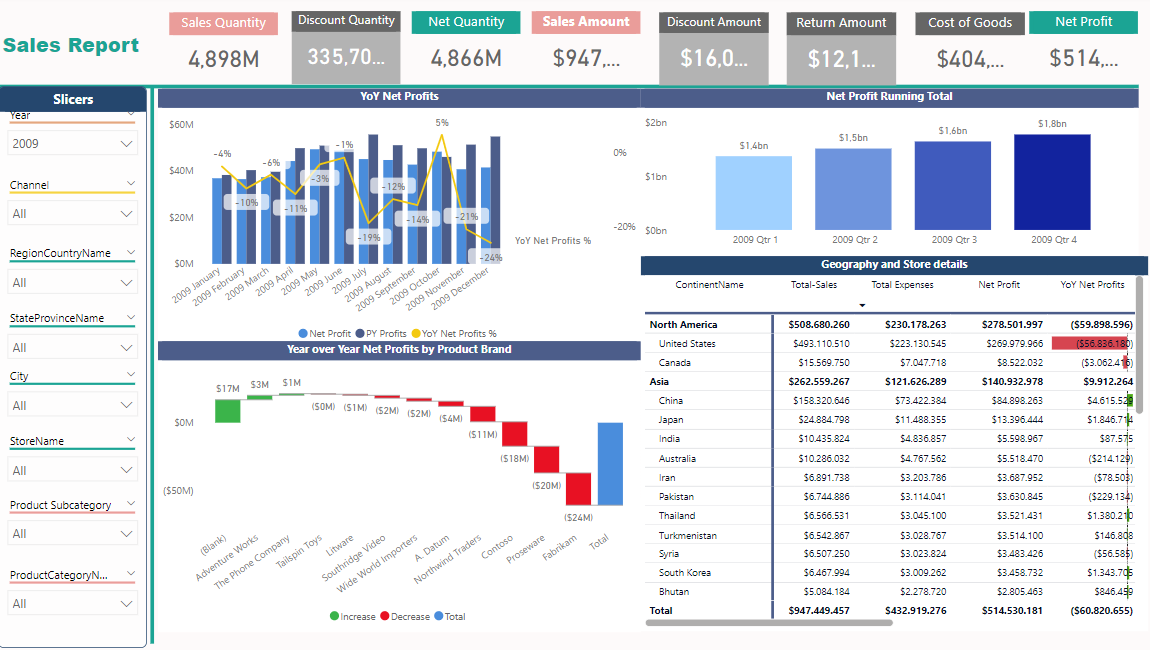 Sales Report
Sales Quantity
4,898M
Discount Quantity
335,70...
Net Quantity
4,866M
Sales Amount
$947,...
Discount Amount
$16,0...
Return Amount
$12,1...
Cost of Goods
$404,...
Net Profit
$514,...
Slicers
Year
2009
Channel
All
RegionCountryName
All
StateProvinceName
All
City
All
StoreName
All
Product Subcategory
All
ProductCategoryN...
All
YoY Net Profits
$60M
$40M
$20M
$0M
0%
-20%
YoY Net Profits %
-4%
-10%
-6%
-11%
-3%
-1%
-19%
-12%
-14%
5%
-21%
-24%
2009 January
2009 February
2009 March
2009 April
2009 May
2009 June
2009 July
2009 August
2009 September
2009 October
2009 November
2009 December
Net Profit PY Profits YoY Net Profits %
Year over Year Net Profits by Product Brand
$0M
($50M)
$17M
$3M
$1M
($0M)
($1M)
($2M)
($2M)
($4M)
($11M)
($18M)
($20M)
($24M)
(Blank)
Adventure Works
The Phone Company
Tailspin Toys
Litware
Southridge Video
Wide World Importers
A. Datum
Northwind Traders
Contoso
Proseware
Fabrikam
Total
Increase Decrease Total
Net Profit Running Total
$2bn
$1bn
$0bn
$1,4bn
$1,5bn
$1,6bn
$1,8bn
2009 Qtr 1
2009 Qtr 2
2009 Qtr 3
2009 Qtr 4
Geography and Store details
ContinentName Total-Sales Total Expenses Net Profit YoY Net Profits
North America $508.680.260 $230.178.263 $278.501.997 ($59.898.596)
United States $493.110.510 $223.130.545 $269.979.966 ($56.836.180)
Canada $15.569.750 $7.047.718 $8.522.032 ($3.062.416)
Asia $262.559.267 $121.626.289 $140.932.978 $9.912.264
China $158.320.646 $73.422.384 $84.898.263 $4.615.529
Japan $24.884.798 $11.488.355 $13.396.444 $1.846.714
India $10.435.824 $4.836.857 $5.598.967 $87.575
Australia $10.286.032 $4.767.562 $5.518.470 ($214.129)
Iran $6.891.738 $3.203.786 $3.687.952 ($78.503)
Pakistan $6.744.886 $3.114.041 $3.630.845 ($229.134)
Thailand $6.566.531 $3.045.100 $3.521.431 $1.380.210
Turkmenistan $6.542.867 $3.028.767 $3.514.100 $146.808
Syria $6.507.250 $3.023.824 $3.483.426 ($56.585)
South Korea $6.467.994 $3.009.262 $3.458.732 $1.343.705
Bhutan $5.084.184 $2.278.720 $2.805.463 $846.459
Total $947.449.457 $432.919.276 $514.530.181 ($60.820.655)